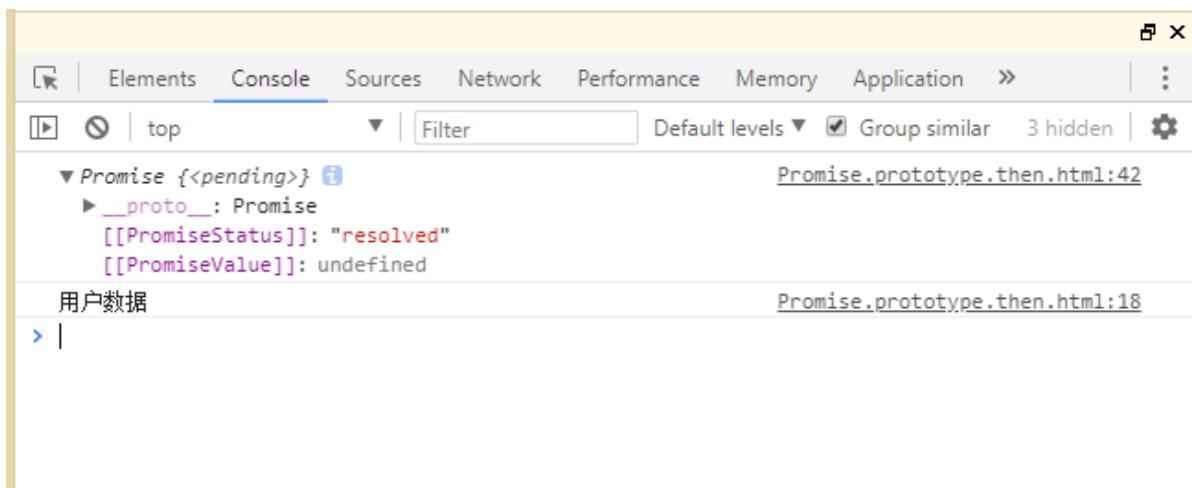 Elements Console Sources Network Performance Memory Application »
top ▼ Filter Default levels ▼ Group similar 3 hidden
▼ Promise {<pending>} i Promise.prototype.then.html:42
▶ __proto__: Promise
[[PromiseStatus]]: "resolved"
[[PromiseValue]]: undefined
用户数据 Promise.prototype.then.html:18
>